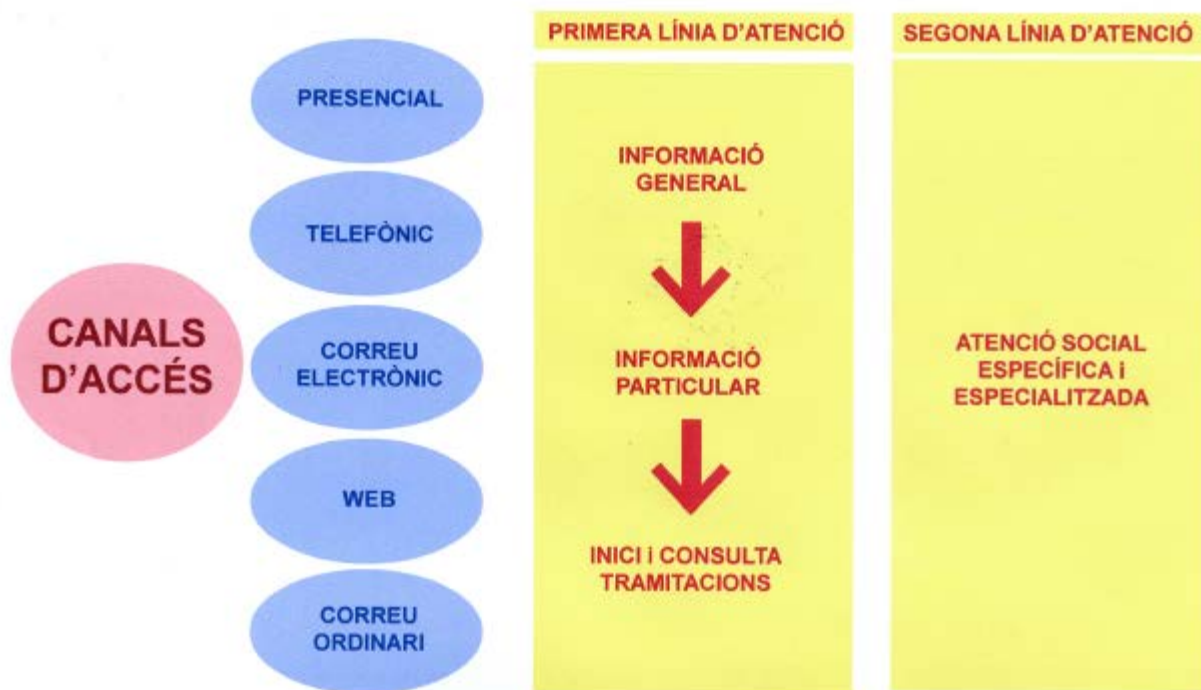 CANALS
D'ACCÉS
PRESENCIAL
TELEFÒNIC
CORREU
ELECTRÒNIC
WEB
CORREU
ORDINARI
PRIMERA LÍNIA D'ATENCIÓ
INFORMACIÓ
GENERAL
INFORMACIÓ
PARTICULAR
INICI i CONSULTA
TRAMITACIONS
SEGONA LÍNIA D'ATENCIÓ
ATENCIÓ SOCIAL
ESPECÍFICA i
ESPECIALITZADA